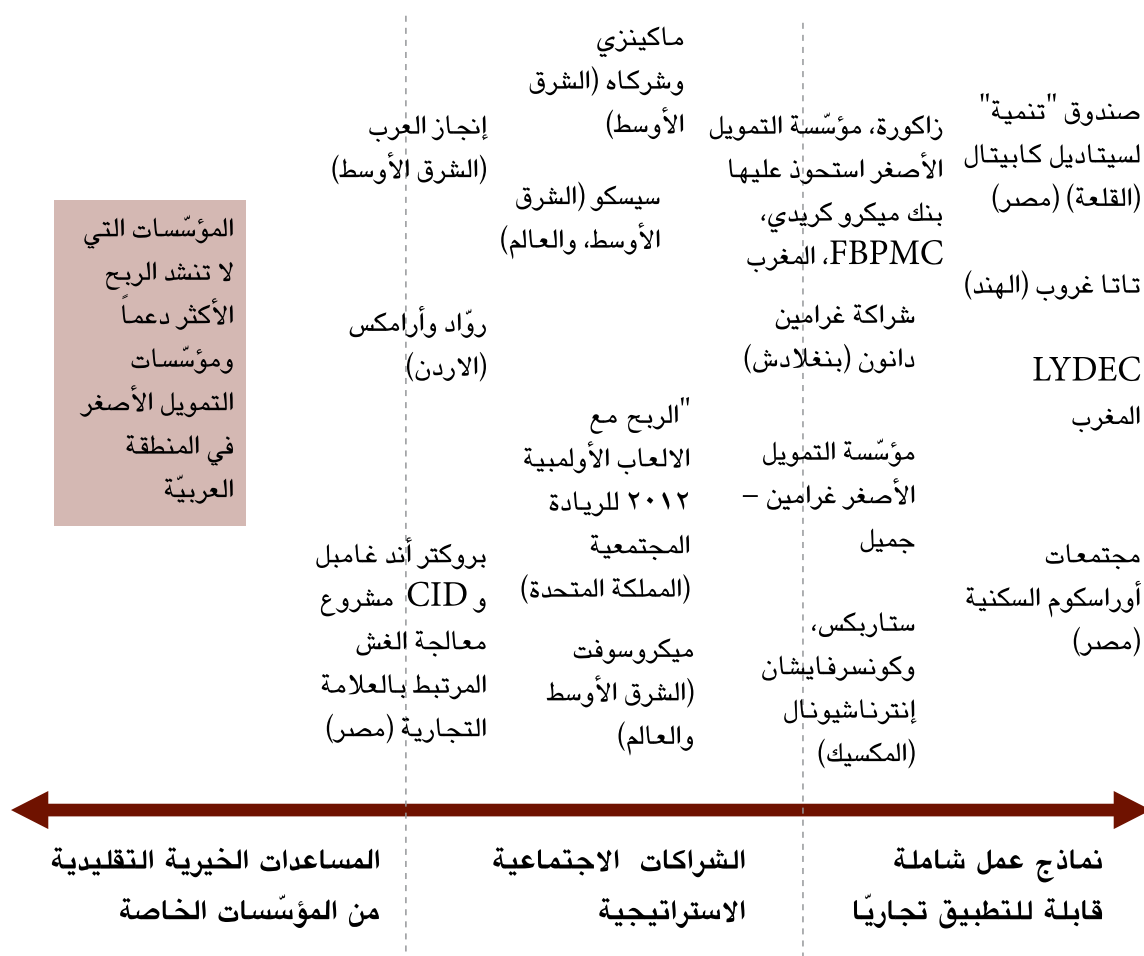 صندوق "تنمية"
لسيتاديل كابيتال
(القلعة) (مصر)
تاتا غروب (الهند)
LYDEC
المغرب
مجتمعات
أوراسكوم السكنية
(مصر)
زاكورة، مؤسّسة التمويل
الأصغر استحوذ عليها
بنك ميكرو كريدي،
FBPMC، المغرب
شراكة غرامين
دانون (بنغلادش)
مؤسّسة التمويل
الأصغر غرامين –
جميل
ستاربكس،
وكونسرفايشان
إنترناشيونال
(المكسيك)
ماكينزي
وشركاه (الشرق
الأوسط)
سيسكو (الشرق
الأوسط، والعالم)
"الربح مع
الالعاب الأولمبية
٢٠١٢ للريادة
المجتمعية
(المملكة المتحدة)
ميكروسوفت
(الشرق الأوسط
والعالم)
إنجاز العرب
(الشرق الأوسط)
روّاد وأرامكس
(الاردن)
بروكتر أند غامبل
و CID مشروع
معالجة الغش
المرتبط بالعلامة
التجارية (مصر)
المؤسّسات التي
لا تنشد الربح
الأكثر دعماً
ومؤسّسات
التمويل الأصغر
في المنطقة
العربيّة
نماذج عمل شاملة
قابلة للتطبيق تجاريّا
الشراكات الاجتماعية
الاستراتيجية
المساعدات الخيرية التقليدية
من المؤسّسات الخاصة